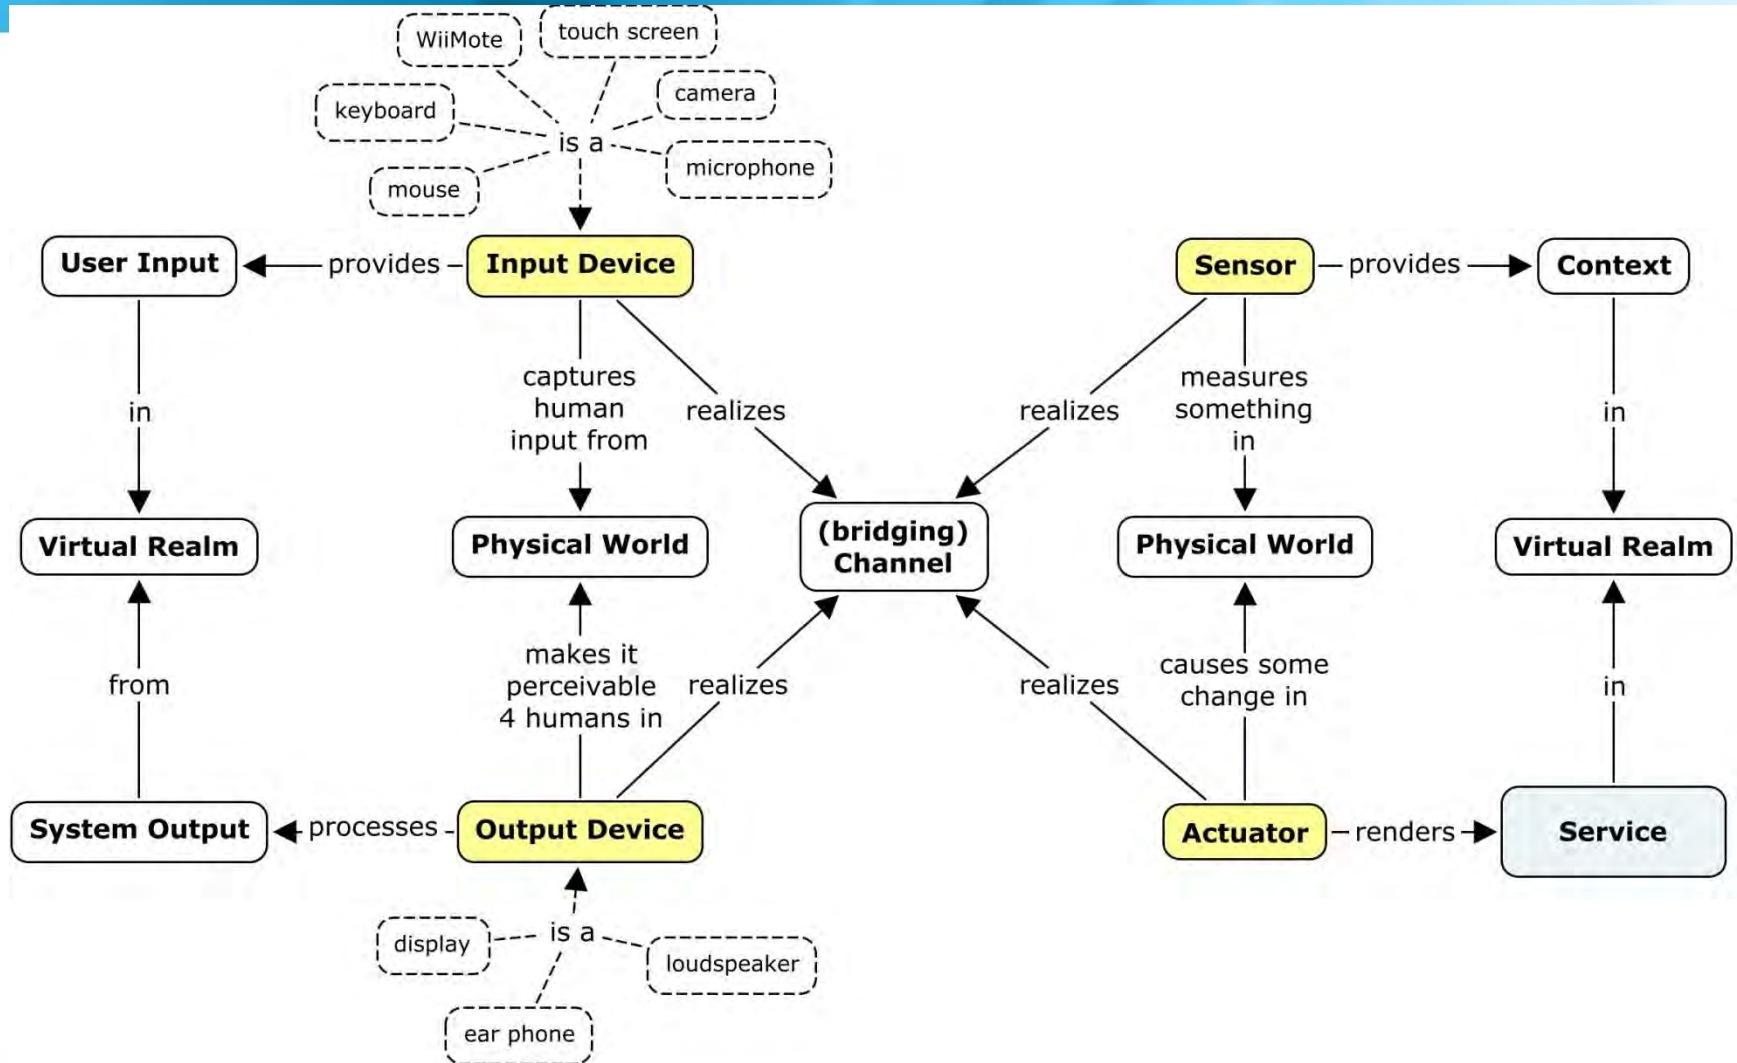 WiiMote
touch screen
keyboard
camera
is a
mouse
microphone
User Input
provides
Input Device
Sensor
provides
Context
captures
human
input from
in
realizes
realizes
measures
something
in
in
Virtual Realm
Physical World
(bridging)
Channel
Physical World
Virtual Realm
from
makes it
perceivable
4 humans in
realizes
realizes
causes some
change in
in
System Output
processes
Output Device
Actuator
renders
Service
display
is a
loudspeaker
ear phone